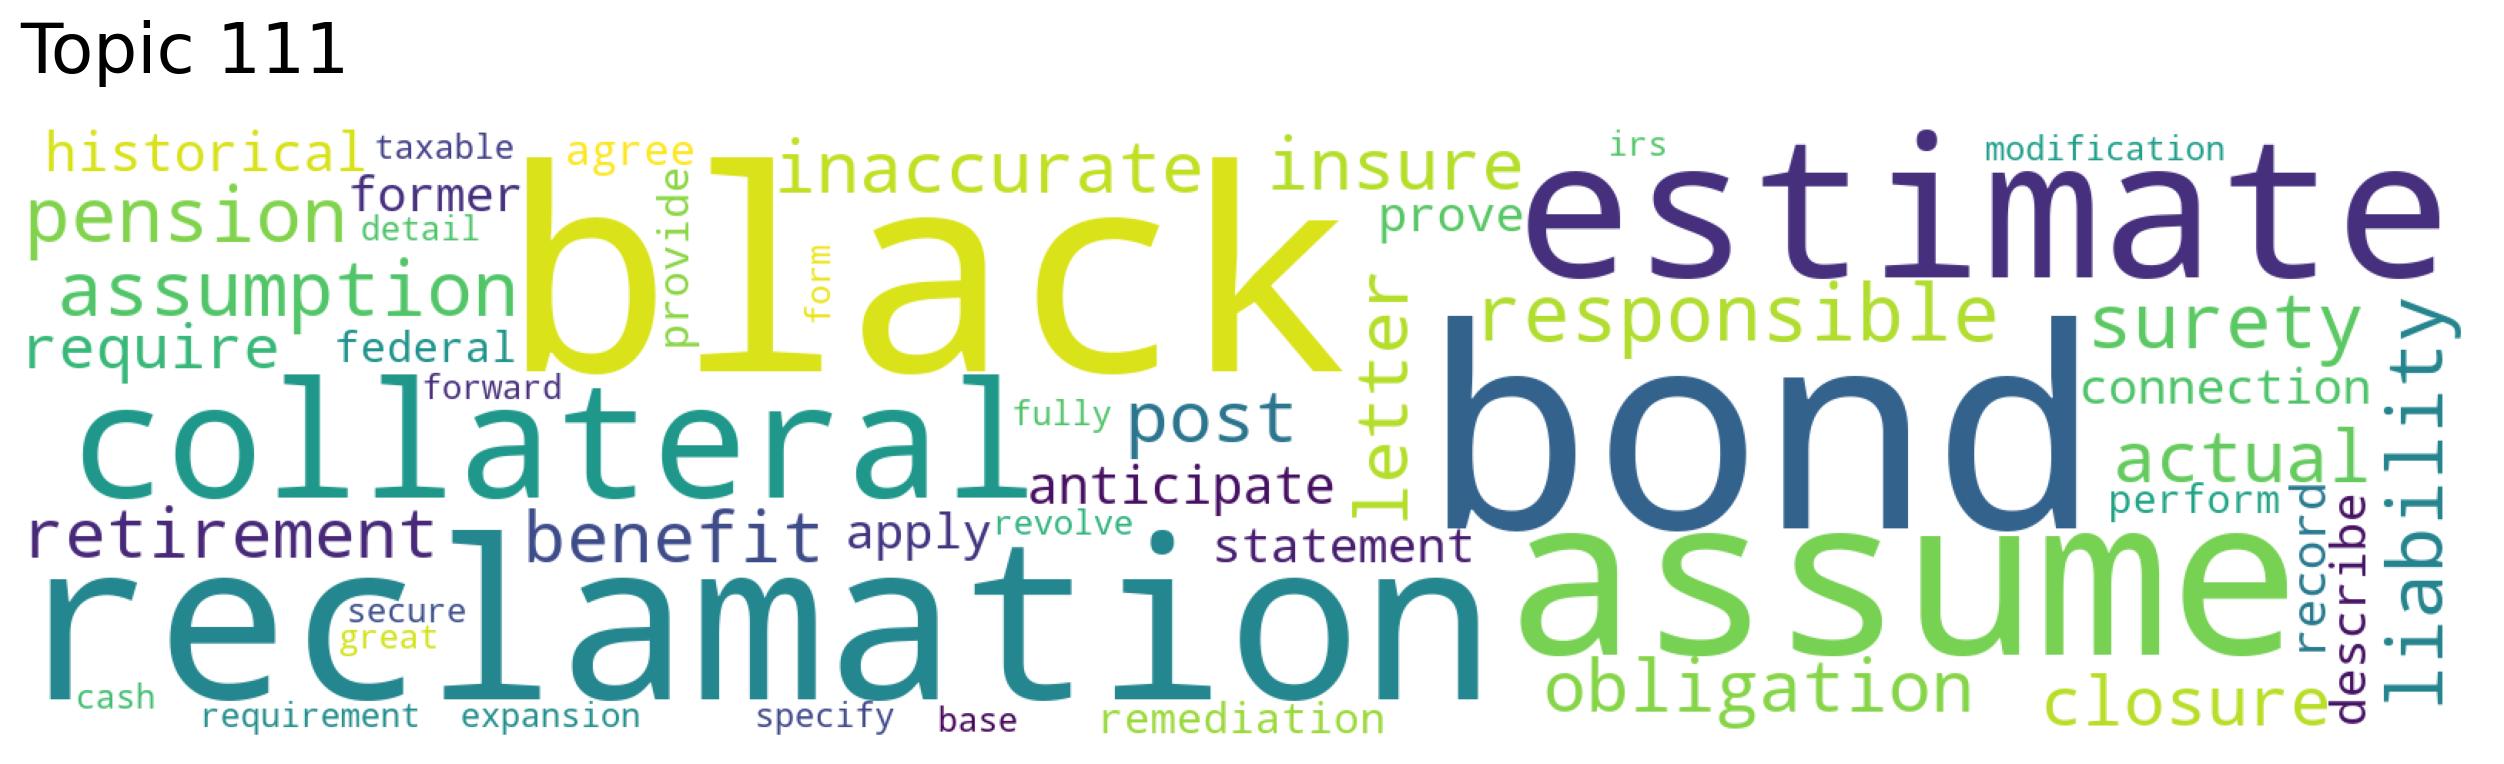 Topic 111
historical taxable agree inaccurate insure irs modification
pension former provide black prove estimate
detail form
assumption letter responsible surety liability
require federal bond
collateral forward fully post connection
anticipate actual
retirement benefit apply revolve statement perform record describe
reclamation assume
secure
great
cash obligation closure
requirement expansion specify base remediation